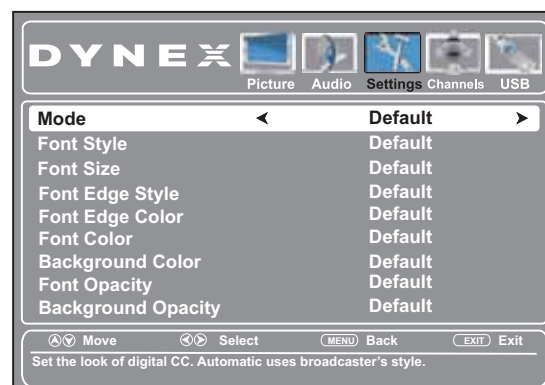 DYNEX
Picture Audio Settings Channels USB
Mode Default
Font Style Default
Font Size Default
Font Edge Style Default
Font Edge Color Default
Font Color Default
Background Color Default
Font Opacity Default
Background Opacity Default
Move Select MENU Back EXIT Exit
Set the look of digital CC. Automatic uses broadcaster's style.